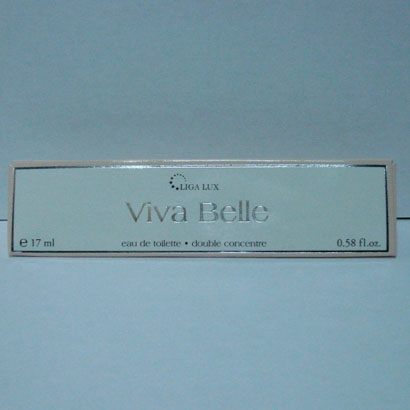 LIGA LUX
Viva Belle
eau de toilette • double concentre
℮ 17 ml
0.58 fl.oz.